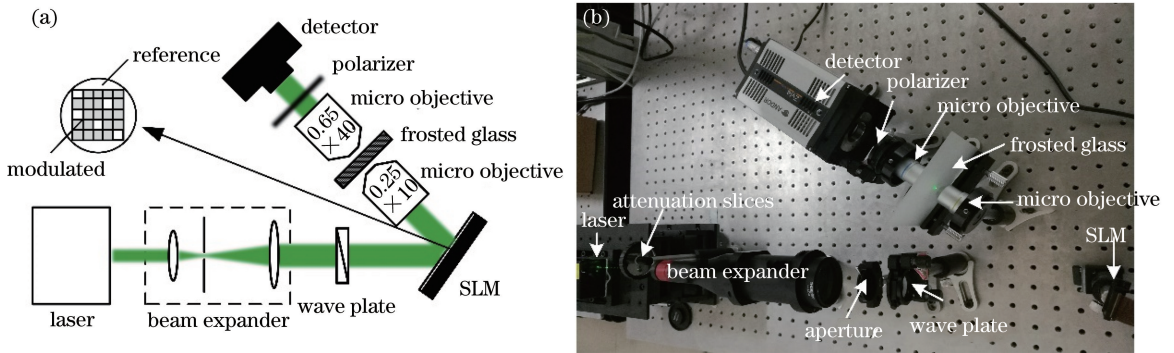 (a)
reference
modulated
detector
polarizer
micro objective
0.65
×40
frosted glass
micro objective
0.25
×10
SLM
wave plate
beam expander
laser
(b)
detector
polarizer
micro objective
frosted glass
micro objective
SLM
attenuation slices
laser
beam expander
aperture
wave plate